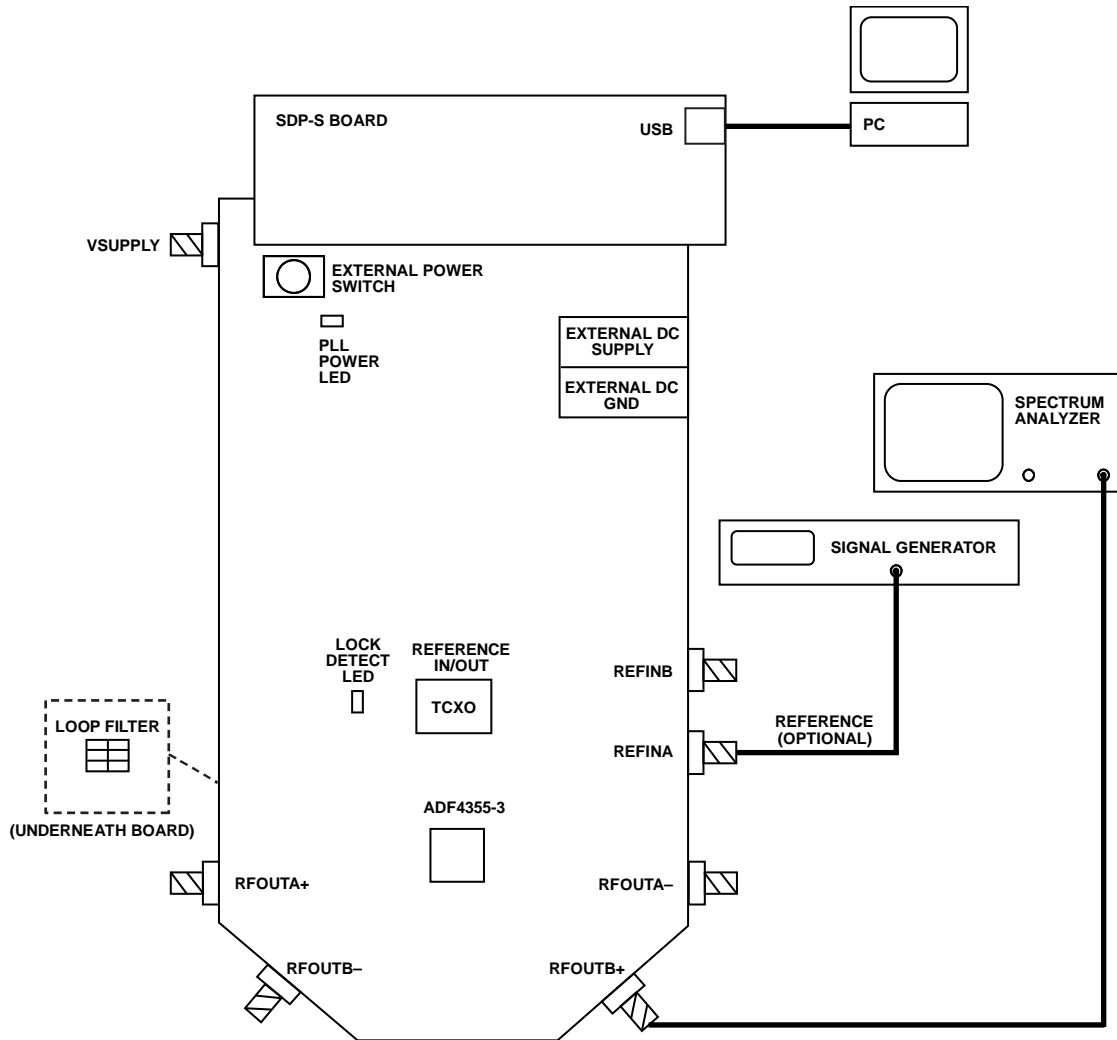 SDP-S BOARD
USB
PC
VSUPPLY
EXTERNAL POWER
SWITCH
PLL
POWER
LED
EXTERNAL DC
SUPPLY
EXTERNAL DC
GND
SPECTRUM
ANALYZER
SIGNAL GENERATOR
LOCK
DETECT
LED
REFERENCE
IN/OUT
TCXO
REFINB
LOOP FILTER
(UNDERNEATH BOARD)
REFINA
REFERENCE
(OPTIONAL)
ADF4355-3
RFOUTA+
RFOUTA–
RFOUTB–
RFOUTB+